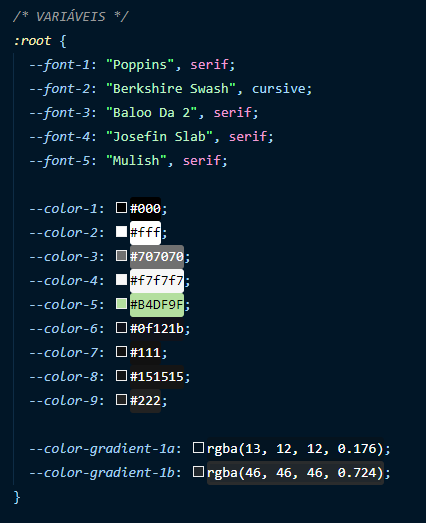 /* VARIÁVEIS */
:root {
--font-1: "Poppins", serif;
--font-2: "Berkshire Swash", cursive;
--font-3: "Baloo Da 2", serif;
--font-4: "Josefin Slab", serif;
--font-5: "Mulish", serif;
--color-1: #000;
--color-2: #fff;
--color-3: #707070;
--color-4: #f7f7f7;
--color-5: #B4DF9F;
--color-6: #0f121b;
--color-7: #111;
--color-8: #151515;
--color-9: #222;
--color-gradient-1a: rgba(13, 12, 12, 0.176);
--color-gradient-1b: rgba(46, 46, 46, 0.724);
}